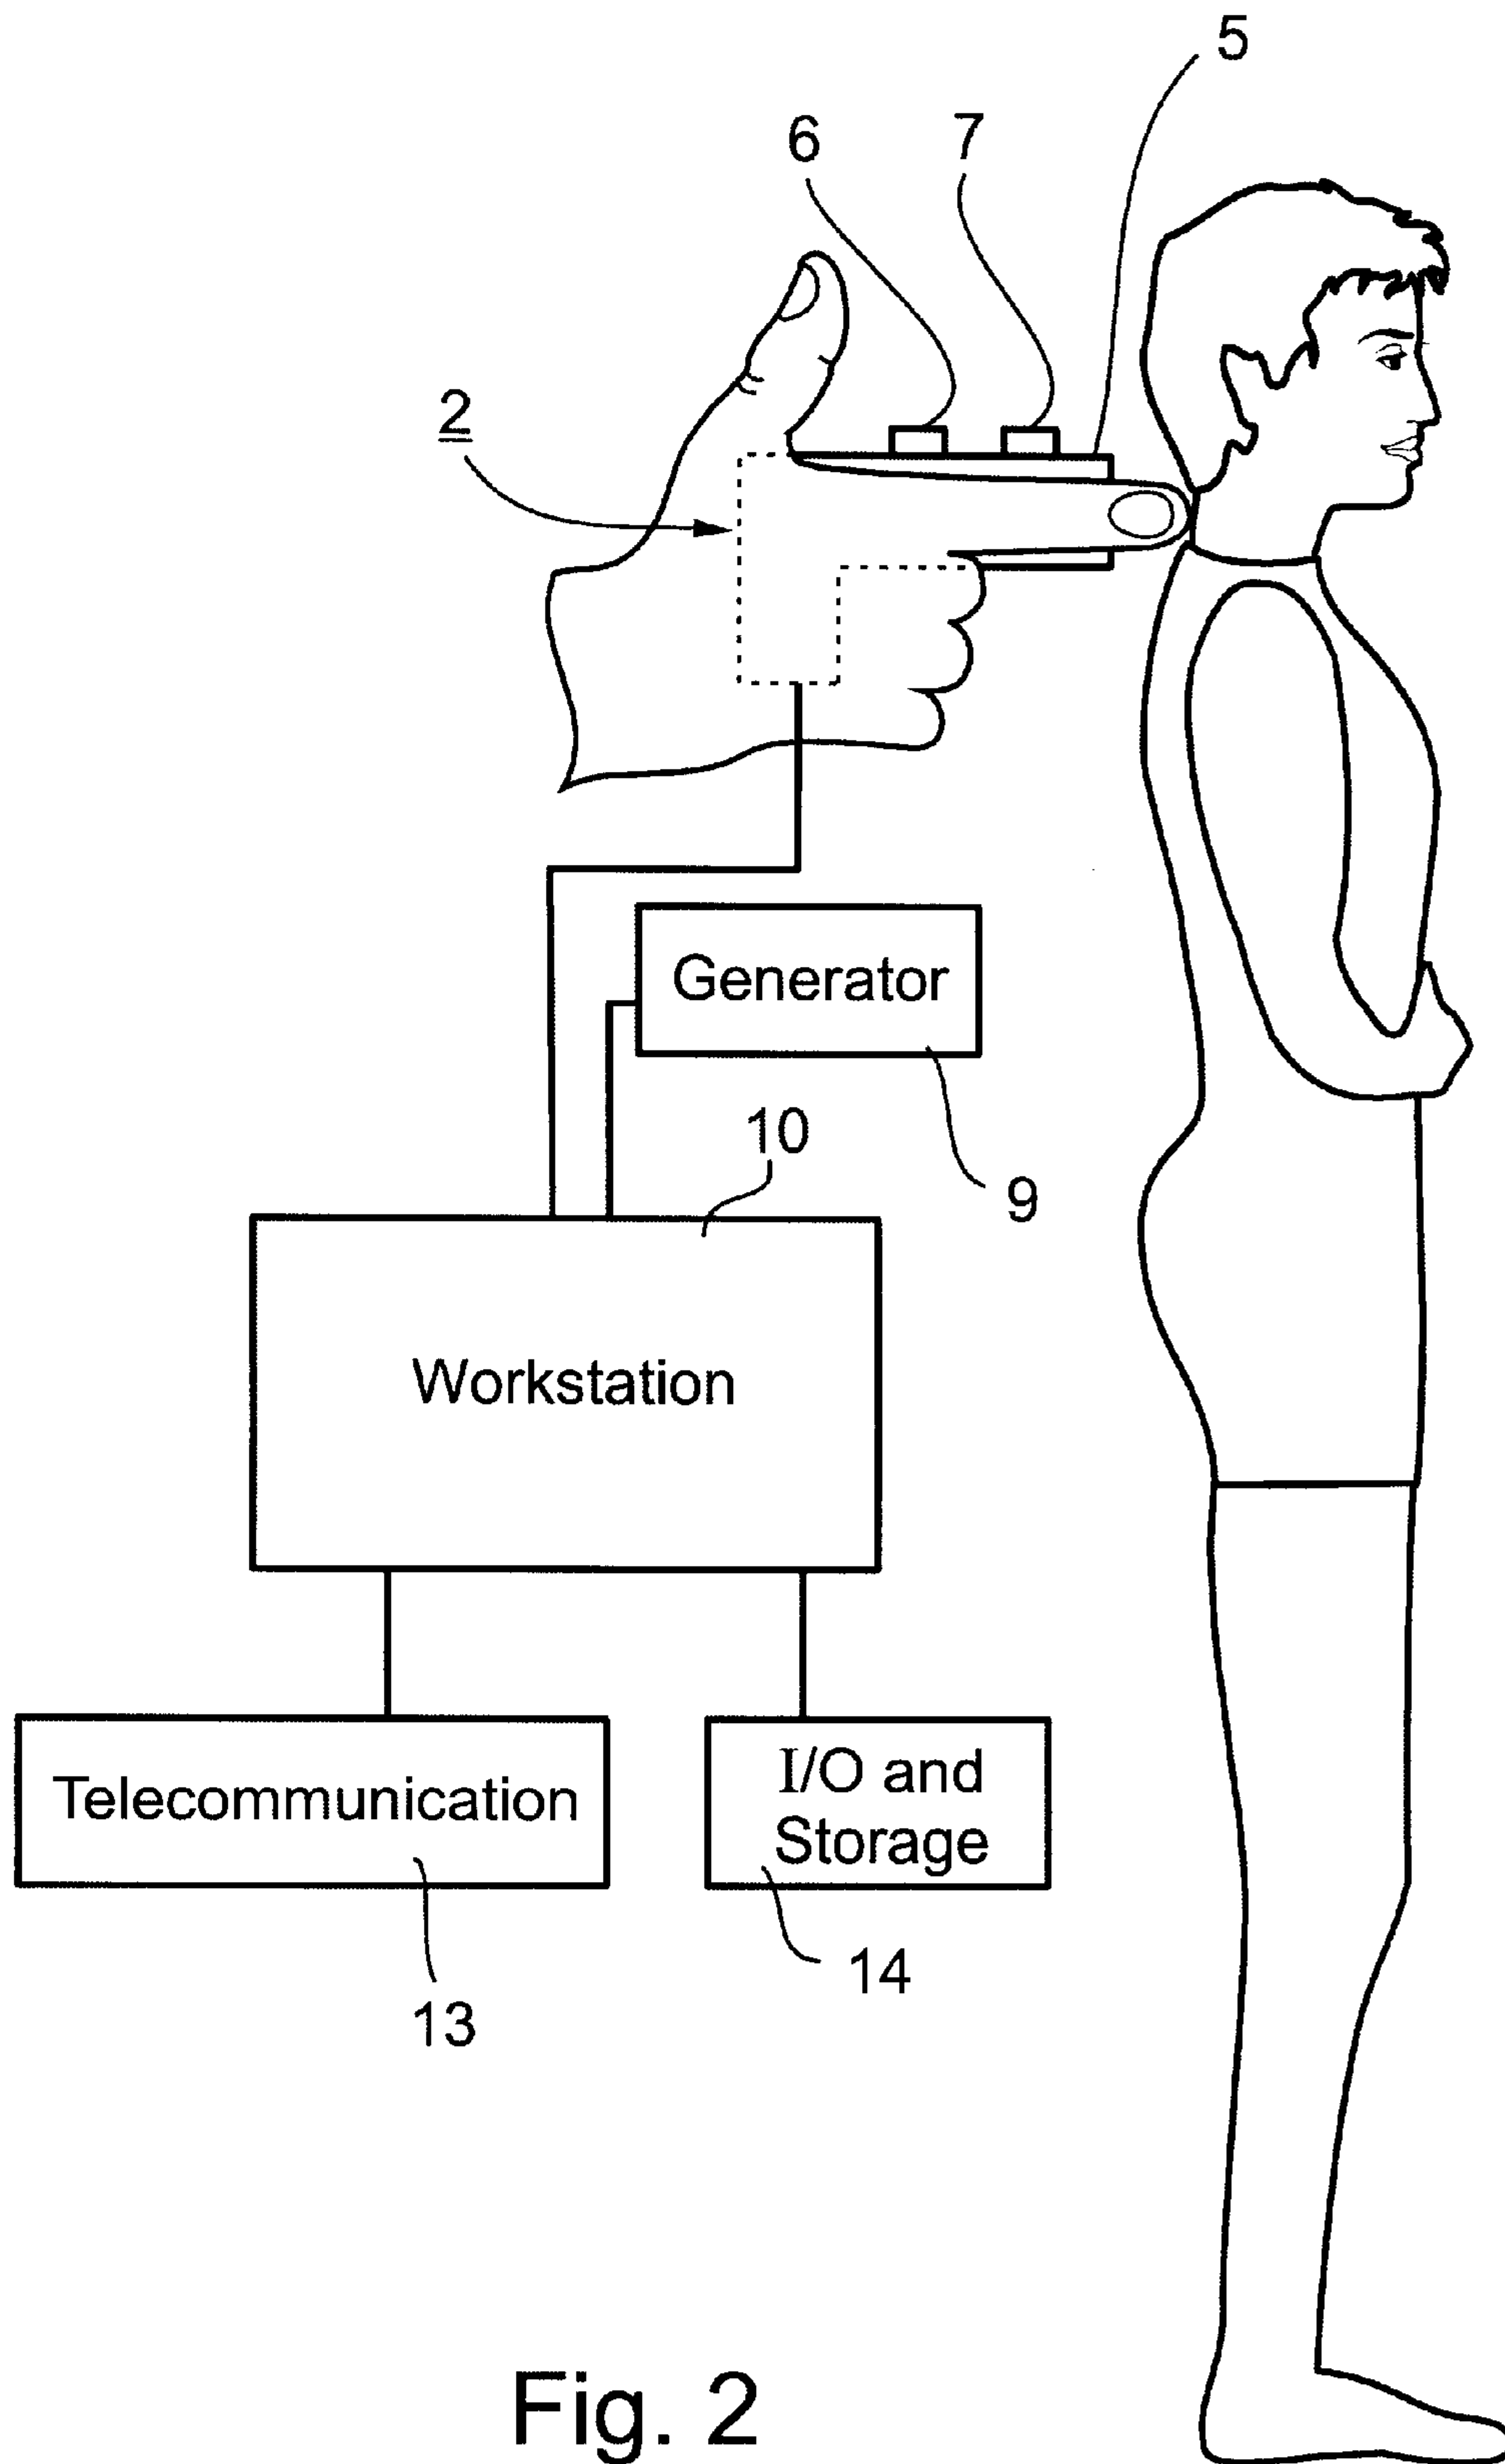 5
6
7
2
Generator
10
9
Workstation
Telecommunication
I/O and
Storage
14
13
Fig. 2